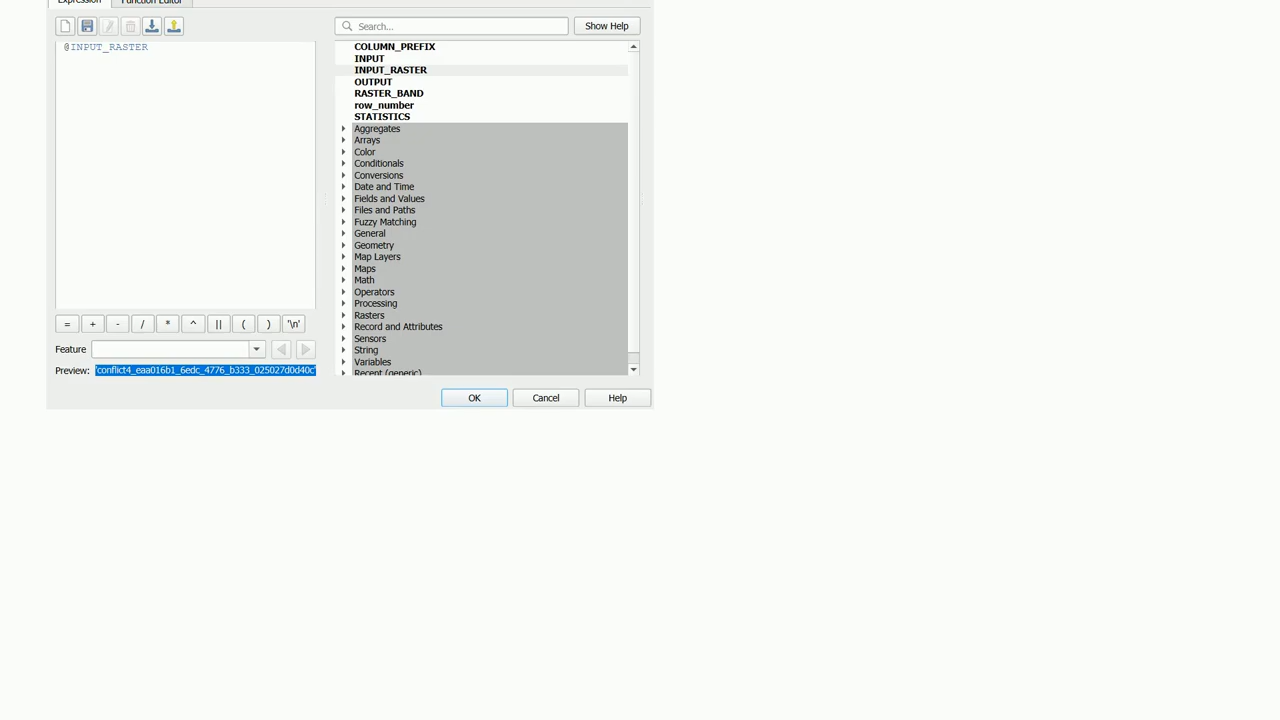 Expression Function Editor
Search... Show Help
@INPUT_RASTER
COLUMN_PREFIX
INPUT
INPUT_RASTER
OUTPUT
RASTER_BAND
row_number
STATISTICS
Aggregates
Arrays
Color
Conditionals
Conversions
Date and Time
Fields and Values
Files and Paths
Fuzzy Matching
General
Geometry
Map Layers
Maps
Math
Operators
Processing
Rasters
Record and Attributes
Sensors
String
Variables
Recent (generic)
= + - / * ^ || ( ) '\n'
Feature
Preview: 'conflict4_eaa016b1_6edc_4776_b333_025027d0d40c'
OK Cancel Help